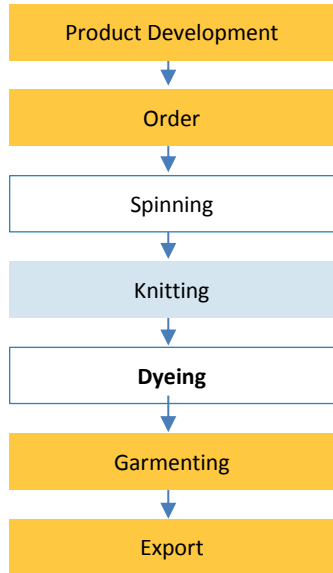 Product Development
Order
Spinning
Knitting
Dyeing
Garmenting
Export